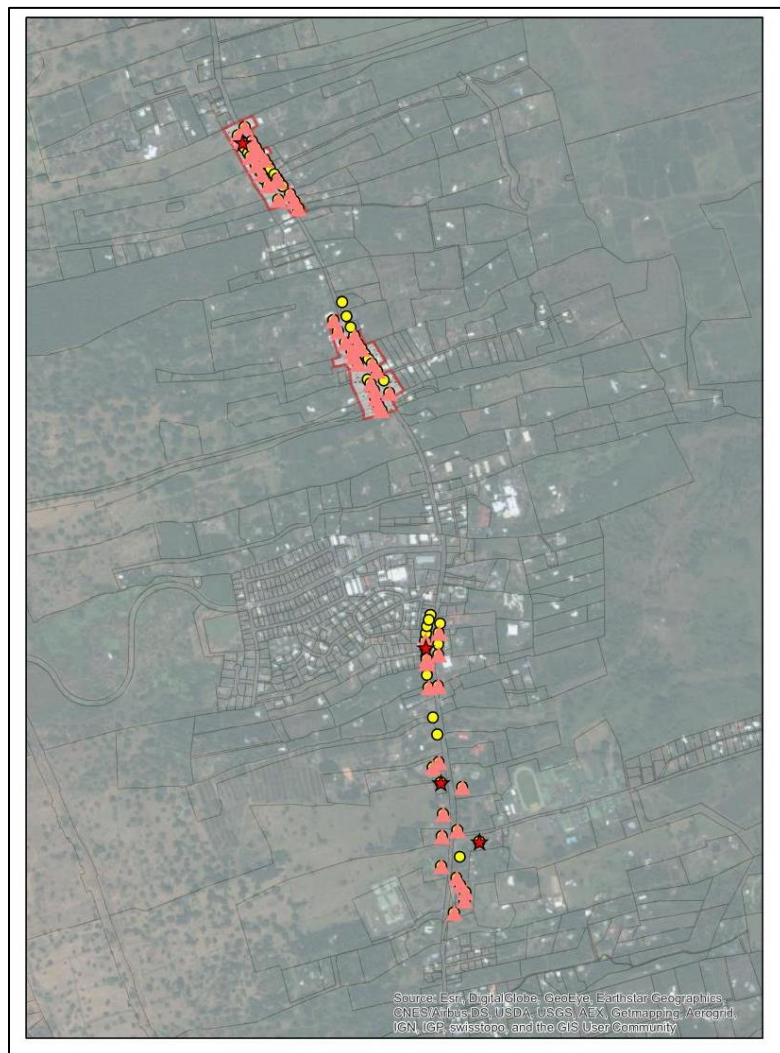 Source: Esri, DigitalGlobe, GeoEye, Earthstar Geographics,
CNES/Airbus DS, USDA, USGS, AEX, Getmapping, Aerogrid,
IGN, IGP, swisstopo, and the GIS User Community